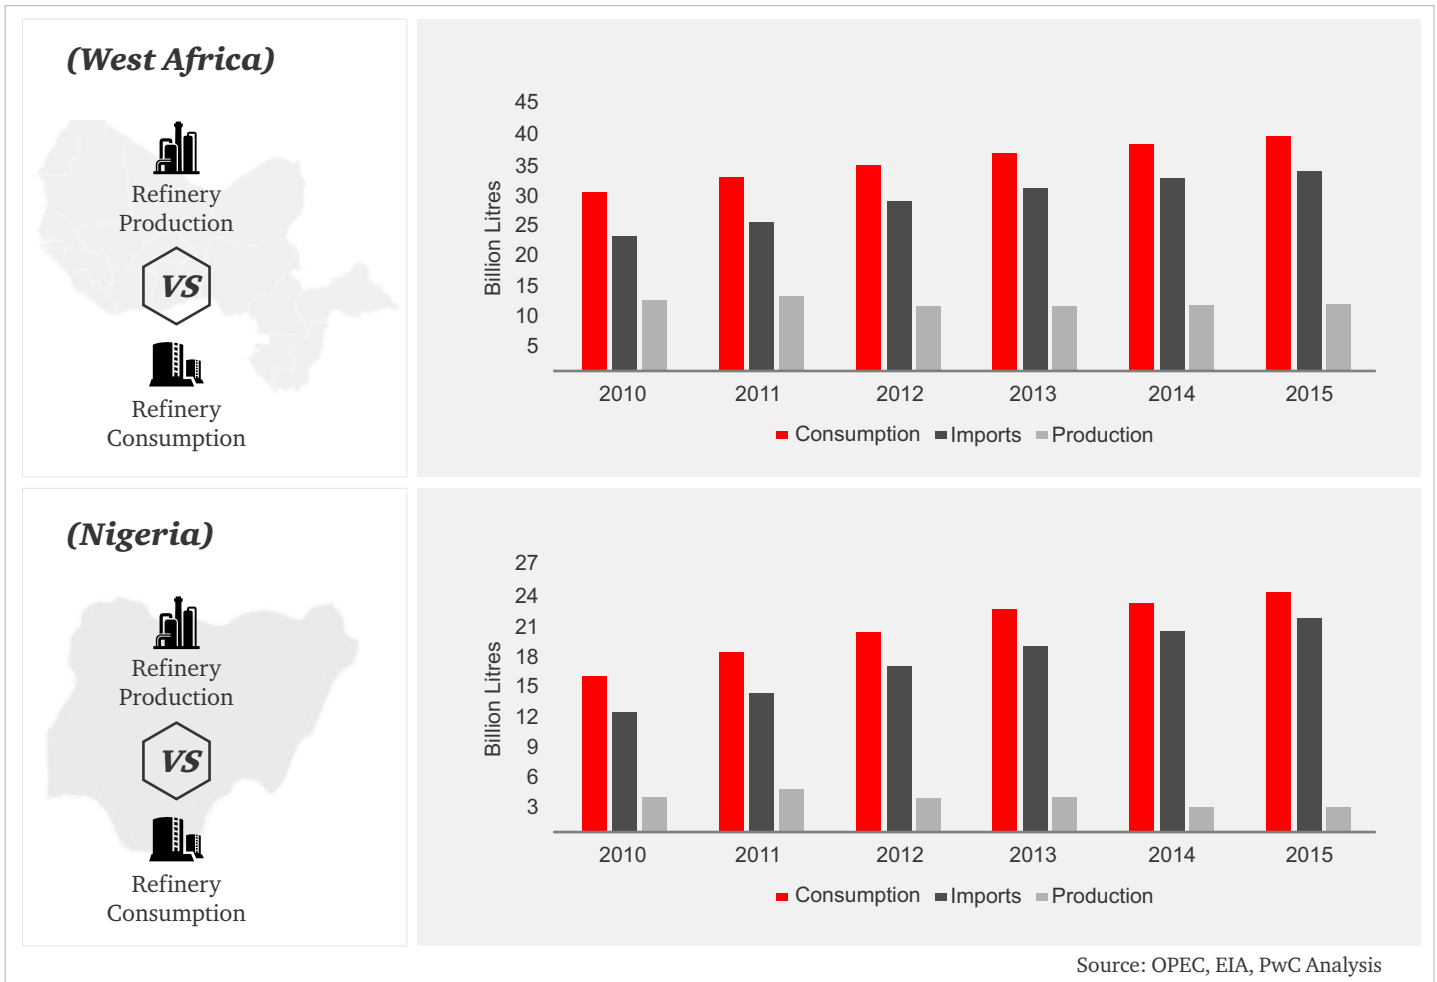 (West Africa)
Refinery
Production
VS
Refinery
Consumption
Billion Litres
45
40
35
30
25
20
15
10
5
2010 2011 2012 2013 2014 2015
Consumption Imports Production
(Nigeria)
Refinery
Production
VS
Refinery
Consumption
Billion Litres
27
24
21
18
15
12
9
6
3
2010 2011 2012 2013 2014 2015
Consumption Imports Production
Source: OPEC, EIA, PwC Analysis